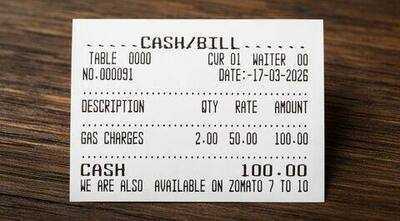 CASH/BILL
TABLE 0000 CVR 01 WAITER 00
NO.000091 DATE:-17-03-2026
DESCRIPTION QTY RATE AMOUNT
GAS CHARGES 2.00 50.00 100.00
CASH 100.00
WE ARE ALSO AVAILABLE ON ZOMATO 7 TO 10